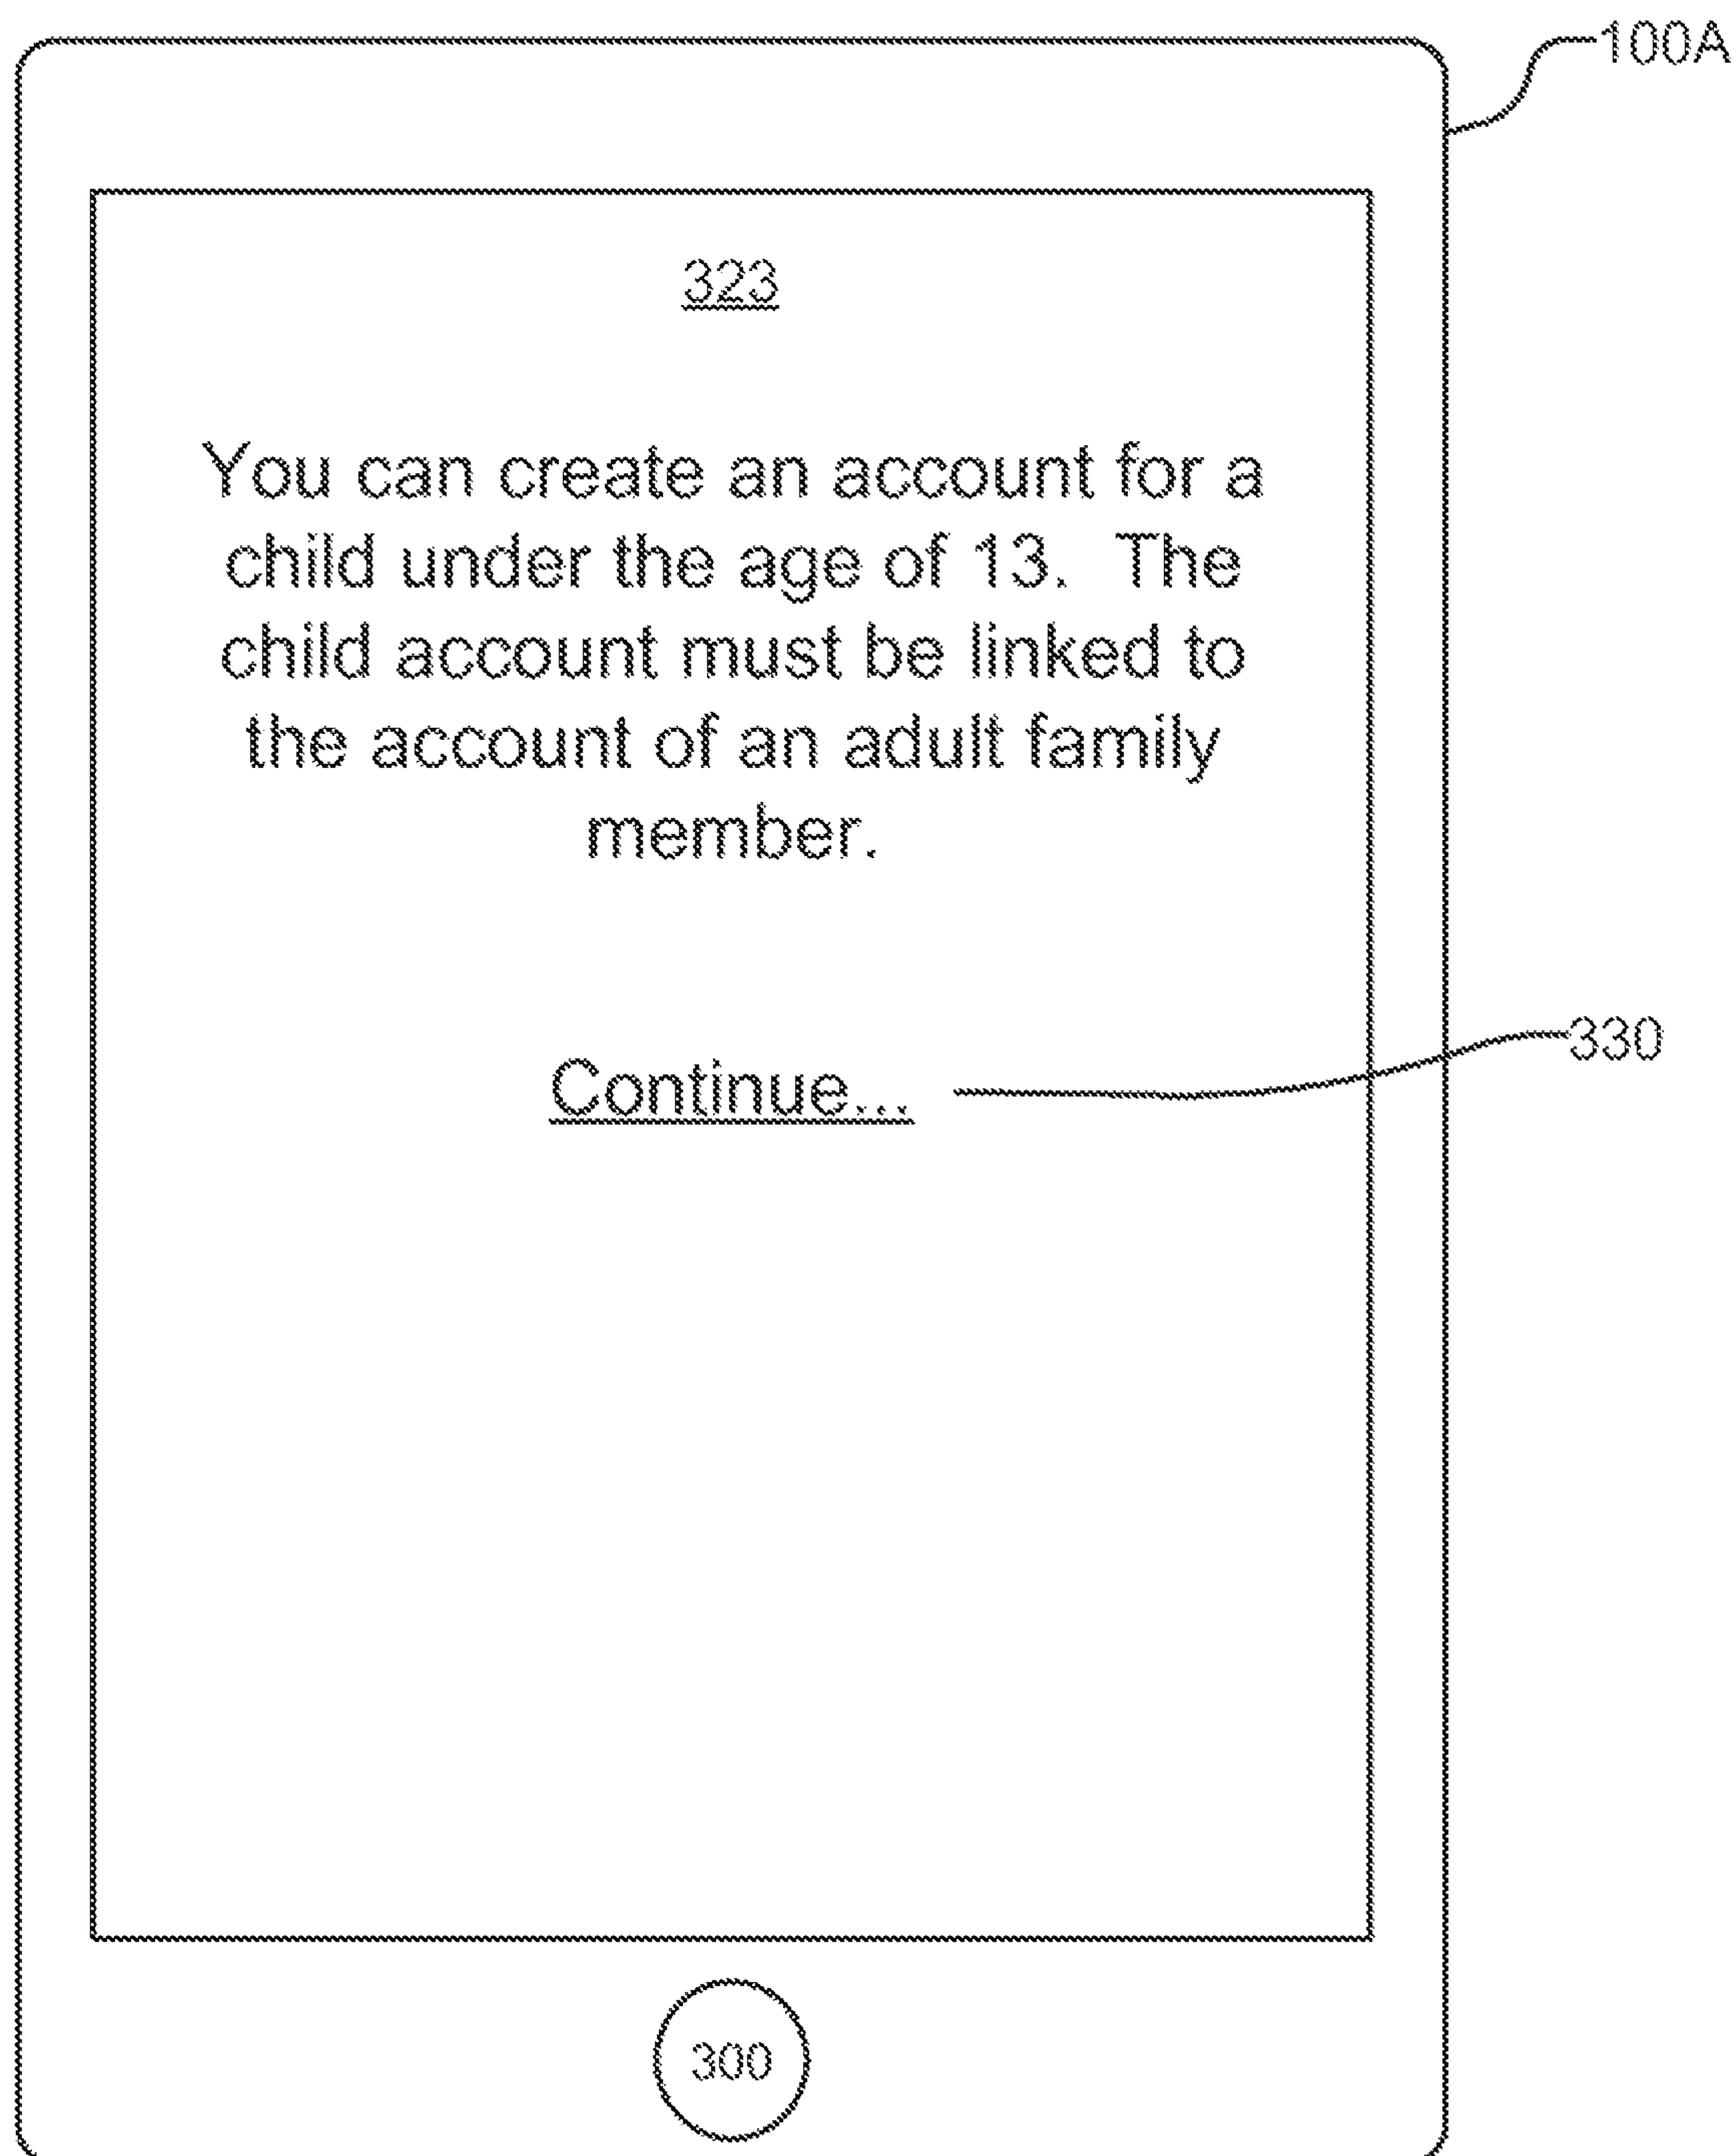 100A
323
You can create an account for a
child under the age of 13.  The
child account must be linked to
the account of an adult family
member.
Continue...
330
300